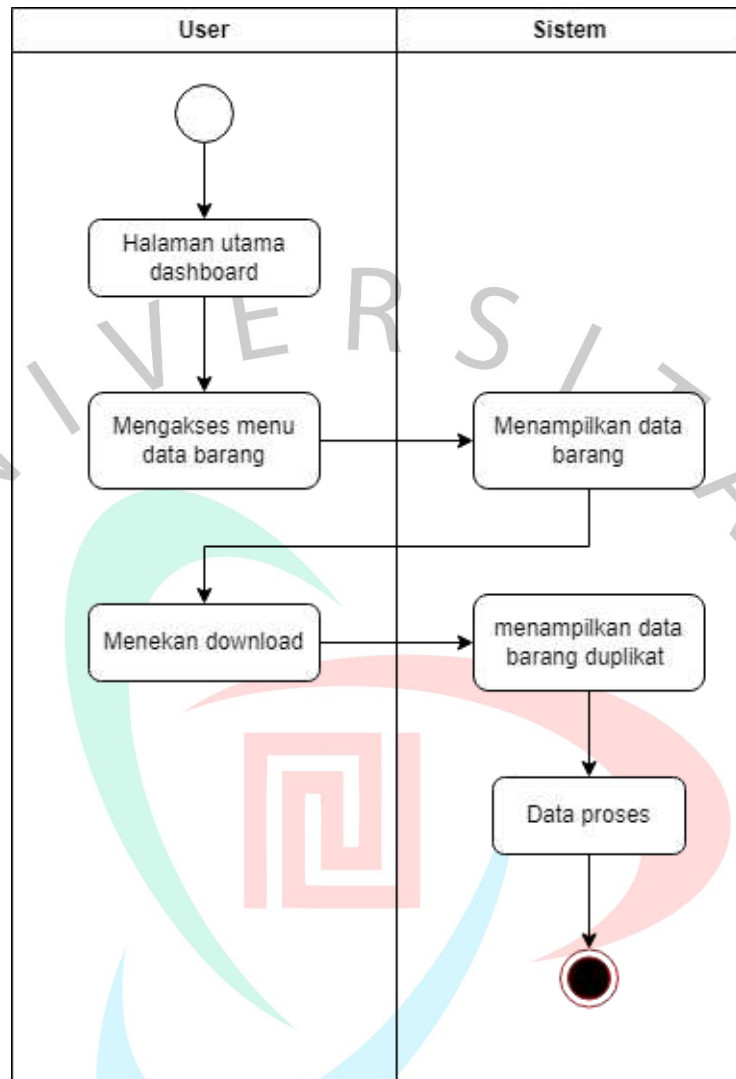 User
Sistem
Halaman utama
dashboard
Mengakses menu
data barang
Menampilkan data
barang
Menekan download
menampilkan data
barang duplikat
Data proses
NIVERSITA